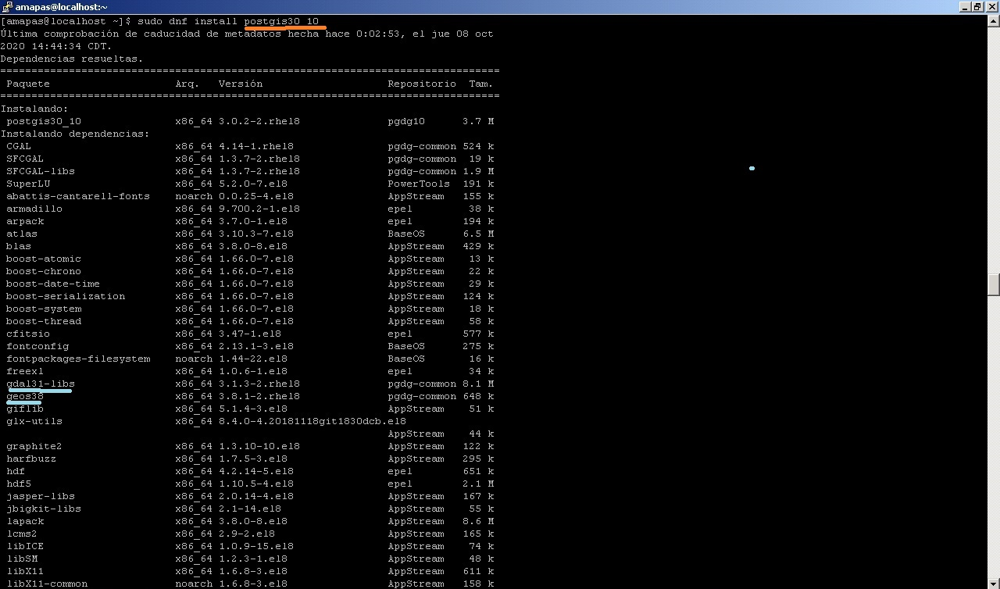 amapas@localhost:~
[amapas@localhost ~]$ sudo dnf install postgis30_10
Última comprobación de caducidad de metadatos hecha hace 0:02:53, el jue 08 oct
2020 14:44:34 CDT.
Dependencias resueltas.
================================================================================
Paquete Arq. Versión Repositorio Tam.
================================================================================
Instalando:
postgis30_10 x86_64 3.0.2-2.rhel8 pgdg10 3.7 M
Instalando dependencias:
CGAL x86_64 4.14-1.rhel8 pgdg-common 524 k
SFCGAL x86_64 1.3.7-2.rhel8 pgdg-common 19 k
SFCGAL-libs x86_64 1.3.7-2.rhel8 pgdg-common 1.9 M
SuperLU x86_64 5.2.0-7.el8 PowerTools 191 k
abattis-cantarell-fonts noarch 0.0.25-4.el8 AppStream 155 k
armadillo x86_64 9.700.2-1.el8 epel 38 k
arpack x86_64 3.7.0-1.el8 epel 194 k
atlas x86_64 3.10.3-7.el8 BaseOS 6.5 M
blas x86_64 3.8.0-8.el8 AppStream 429 k
boost-atomic x86_64 1.66.0-7.el8 AppStream 13 k
boost-chrono x86_64 1.66.0-7.el8 AppStream 22 k
boost-date-time x86_64 1.66.0-7.el8 AppStream 29 k
boost-serialization x86_64 1.66.0-7.el8 AppStream 124 k
boost-system x86_64 1.66.0-7.el8 AppStream 18 k
boost-thread x86_64 1.66.0-7.el8 AppStream 58 k
cfitsio x86_64 3.47-1.el8 epel 577 k
fontconfig x86_64 2.13.1-3.el8 BaseOS 275 k
fontpackages-filesystem noarch 1.44-22.el8 BaseOS 16 k
freexl x86_64 1.0.6-1.el8 epel 34 k
gdal31-libs x86_64 3.1.3-2.rhel8 pgdg-common 8.1 M
geos38 x86_64 3.8.1-2.rhel8 pgdg-common 648 k
giflib x86_64 5.1.4-3.el8 AppStream 51 k
glx-utils x86_64 8.4.0-4.20181118git1830dcb.el8
AppStream 44 k
graphite2 x86_64 1.3.10-10.el8 AppStream 122 k
harfbuzz x86_64 1.7.5-3.el8 AppStream 295 k
hdf x86_64 4.2.14-5.el8 epel 651 k
hdf5 x86_64 1.10.5-4.el8 epel 2.1 M
jasper-libs x86_64 2.0.14-4.el8 AppStream 167 k
jbigkit-libs x86_64 2.1-14.el8 AppStream 55 k
lapack x86_64 3.8.0-8.el8 AppStream 8.6 M
lcms2 x86_64 2.9-2.el8 AppStream 165 k
libICE x86_64 1.0.9-15.el8 AppStream 74 k
libSM x86_64 1.2.3-1.el8 AppStream 48 k
libX11 x86_64 1.6.8-3.el8 AppStream 611 k
libX11-common noarch 1.6.8-3.el8 AppStream 158 k